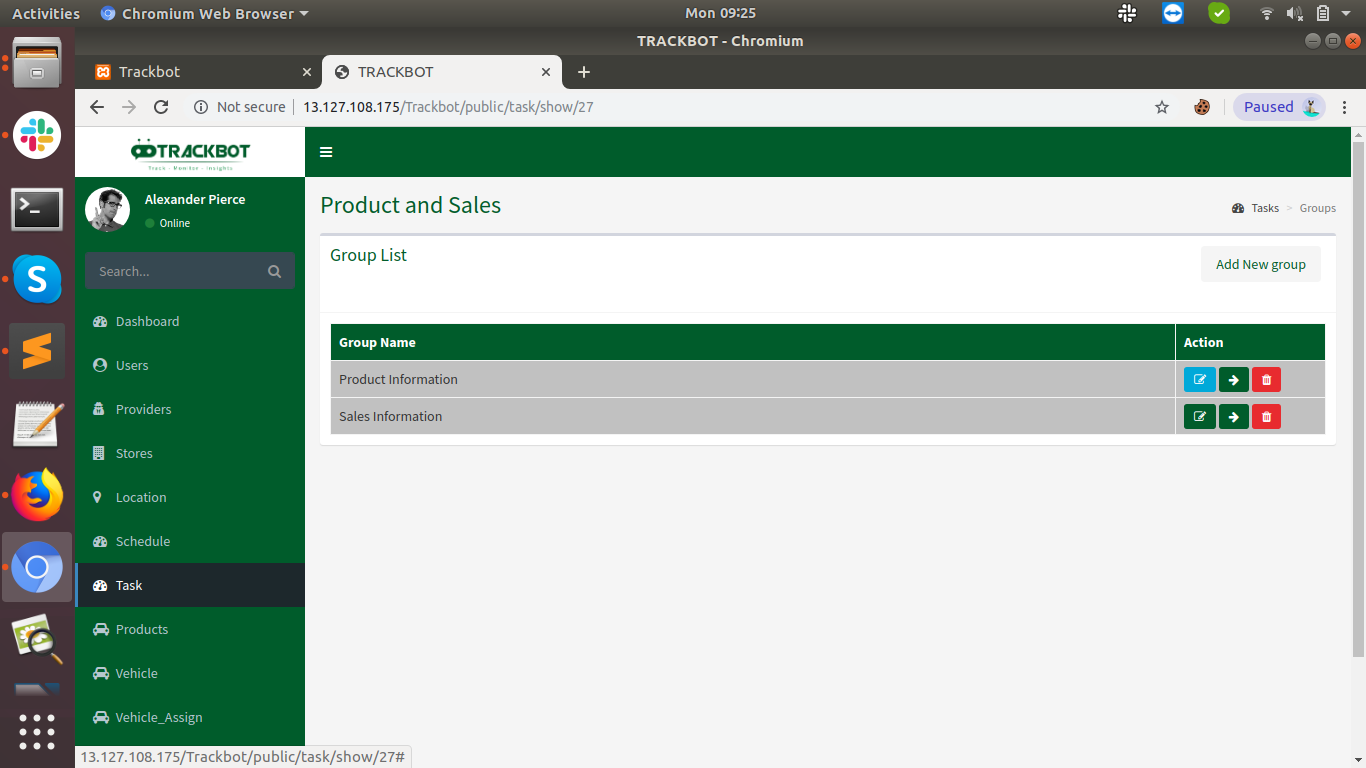 Activities Chromium Web Browser Mon 09:25
TRACKBOT - Chromium
Trackbot TRACKBOT
Not secure 13.127.108.175/Trackbot/public/task/show/27 Paused
TRACKBOT
Track - Monitor - Insights
Alexander Pierce
Online
Search...
Dashboard
Users
Providers
Stores
Location
Schedule
Task
Products
Vehicle
Vehicle_Assign
Product and Sales
Tasks > Groups
Group List
Add New group
Group Name Action
Product Information
Sales Information
13.127.108.175/Trackbot/public/task/show/27#